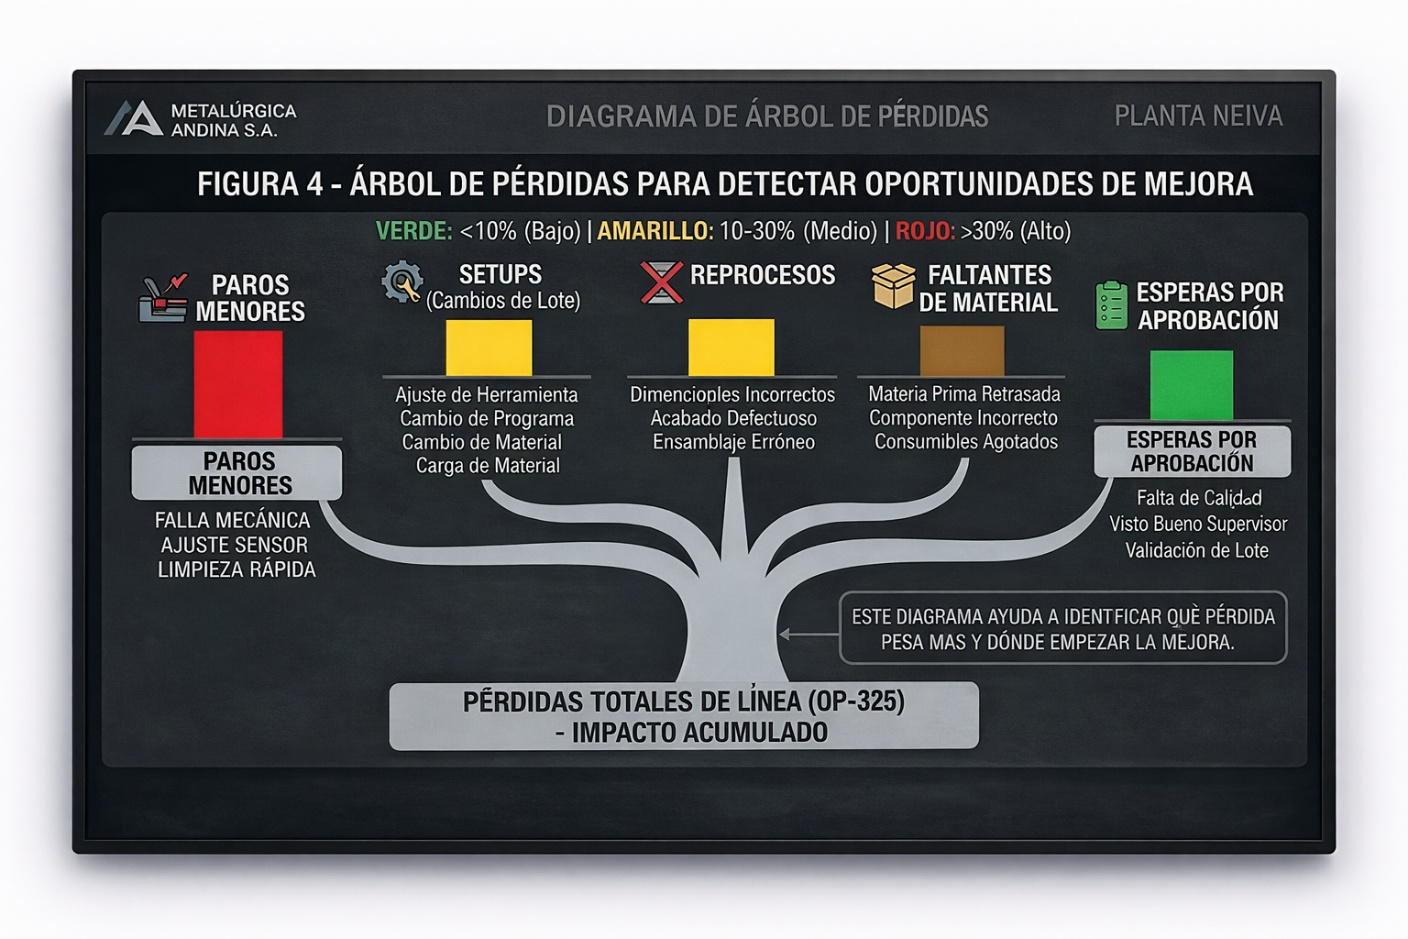 METALÚRGICA
ANDINA S.A.
DIAGRAMA DE ÁRBOL DE PÉRDIDAS
PLANTA NEIVA
FIGURA 4 - ÁRBOL DE PÉRDIDAS PARA DETECTAR OPORTUNIDADES DE MEJORA
VERDE: <10% (Bajo) | AMARILLO: 10-30% (Medio) | ROJO: >30% (Alto)
PAROS
MENORES
SETUPS
(Cambios de Lote)
REPROCESOS
FALTANTES
DE MATERIAL
ESPERAS POR
APROBACIÓN
Ajuste de Herramienta
Cambio de Programa
Cambio de Material
Carga de Material
Dimencioples Incorrectos
Acabado Defectuoso
Ensamblaje Erróneo
Materia Prima Retrasada
Componente Incorrecto
Consumibles Agotados
PAROS
MENORES
FALLA MECÁNICA
AJUSTE SENSOR
LIMPIEZA RÁPIDA
ESPERAS POR
APROBACIÓN
Falta de Calidad
Visto Bueno Supervisor
Validación de Lote
ESTE DIAGRAMA AYUDA A IDENTFICAR QUÈ PÉRDIDA
PESA MAS Y DÓNDE EMPEZAR LA MEJORA.
PÉRDIDAS TOTALES DE LÍNEA (OP-325)
- IMPACTO ACUMULADO